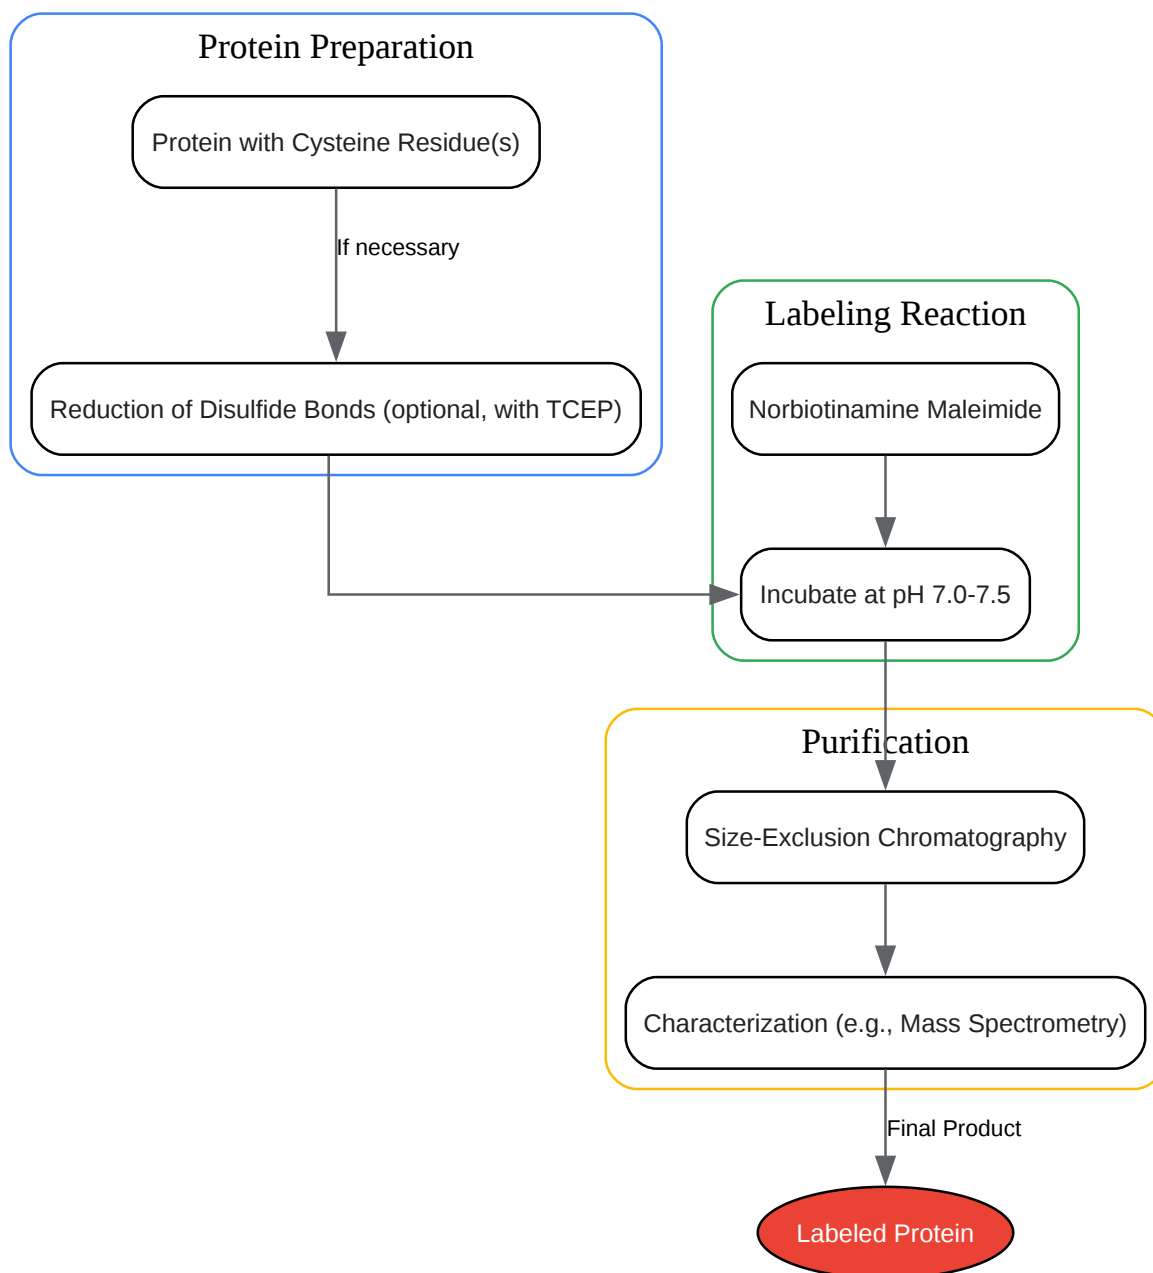 Protein Preparation
Protein with Cysteine Residue(s)
If necessary
Reduction of Disulfide Bonds (optional, with TCEP)
Labeling Reaction
Norbiotinamine Maleimide
Incubate at pH 7.0-7.5
Purification
Size-Exclusion Chromatography
Characterization (e.g., Mass Spectrometry)
Final Product
Labeled Protein